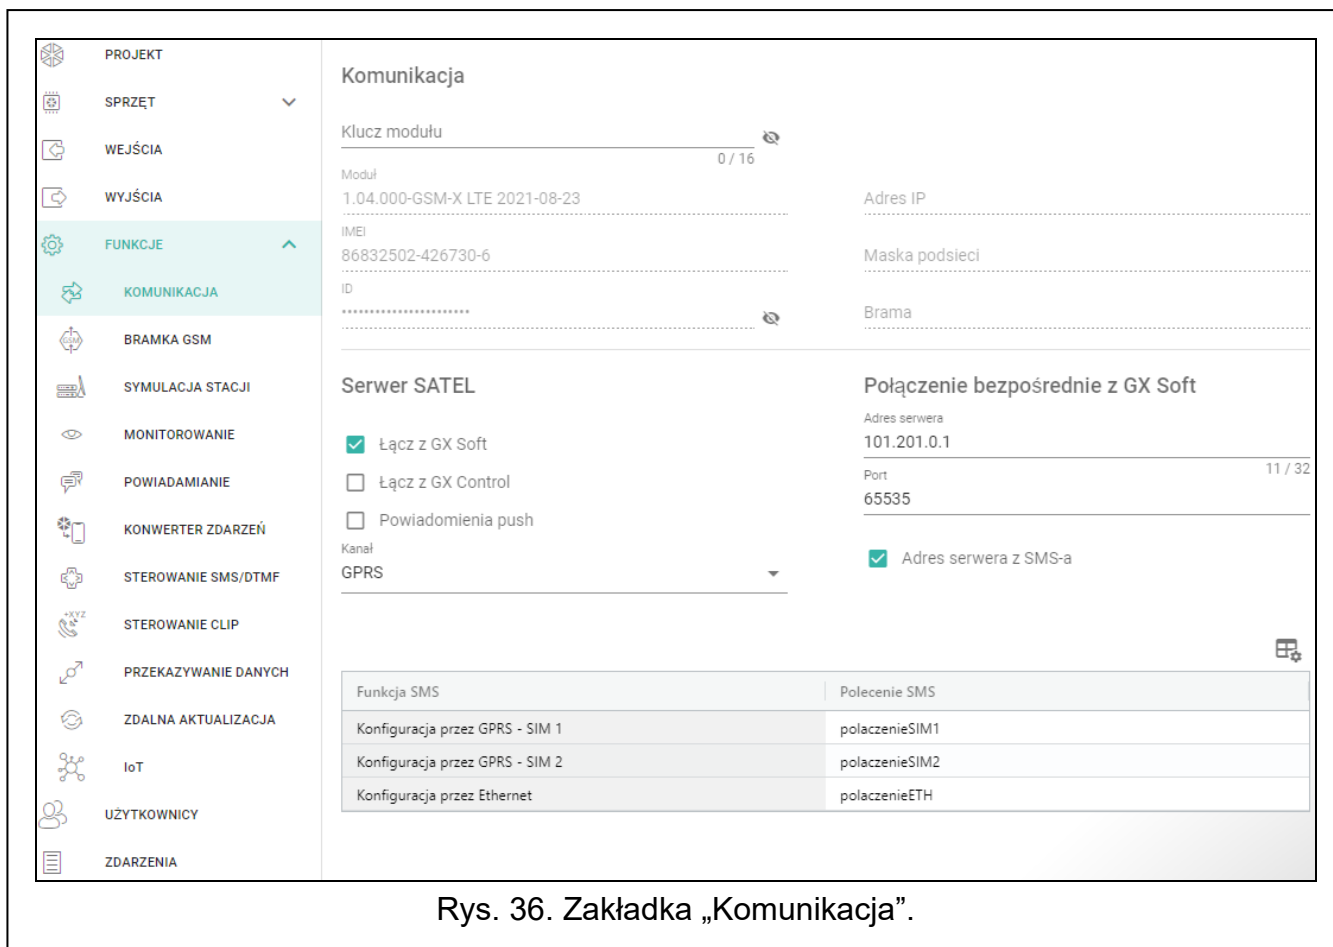 PROJEKT
SPRZĘT
WEJŚCIA
WYJŚCIA
FUNKCJE
KOMUNIKACJA
BRAMKA GSM
GSM
SYMULACJA STACJI
MONITOROWANIE
POWIADAMIANIE
KONWERTER ZDARZEŃ
STEROWANIE SMS/DTMF
+XYZ
STEROWANIE CLIP
PRZEKAZYWANIE DANYCH
ZDALNA AKTUALIZACJA
IoT
UŻYTKOWNICY
ZDARZENIA
Komunikacja
Klucz modułu
0 / 16
Moduł
1.04.000-GSM-X LTE 2021-08-23
IMEI
86832502-426730-6
ID
•••••••••••••••••••••••
Adres IP
Maska podsieci
Brama
Serwer SATEL
Łącz z GX Soft
Łącz z GX Control
Powiadomienia push
Kanał
GPRS
Połączenie bezpośrednie z GX Soft
Adres serwera
101.201.0.1
11 / 32
Port
65535
Adres serwera z SMS-a
Funkcja SMS Polecenie SMS
Konfiguracja przez GPRS - SIM 1 polaczenieSIM1
Konfiguracja przez GPRS - SIM 2 polaczenieSIM2
Konfiguracja przez Ethernet polaczenieETH
Rys. 36. Zakładka „Komunikacja”.